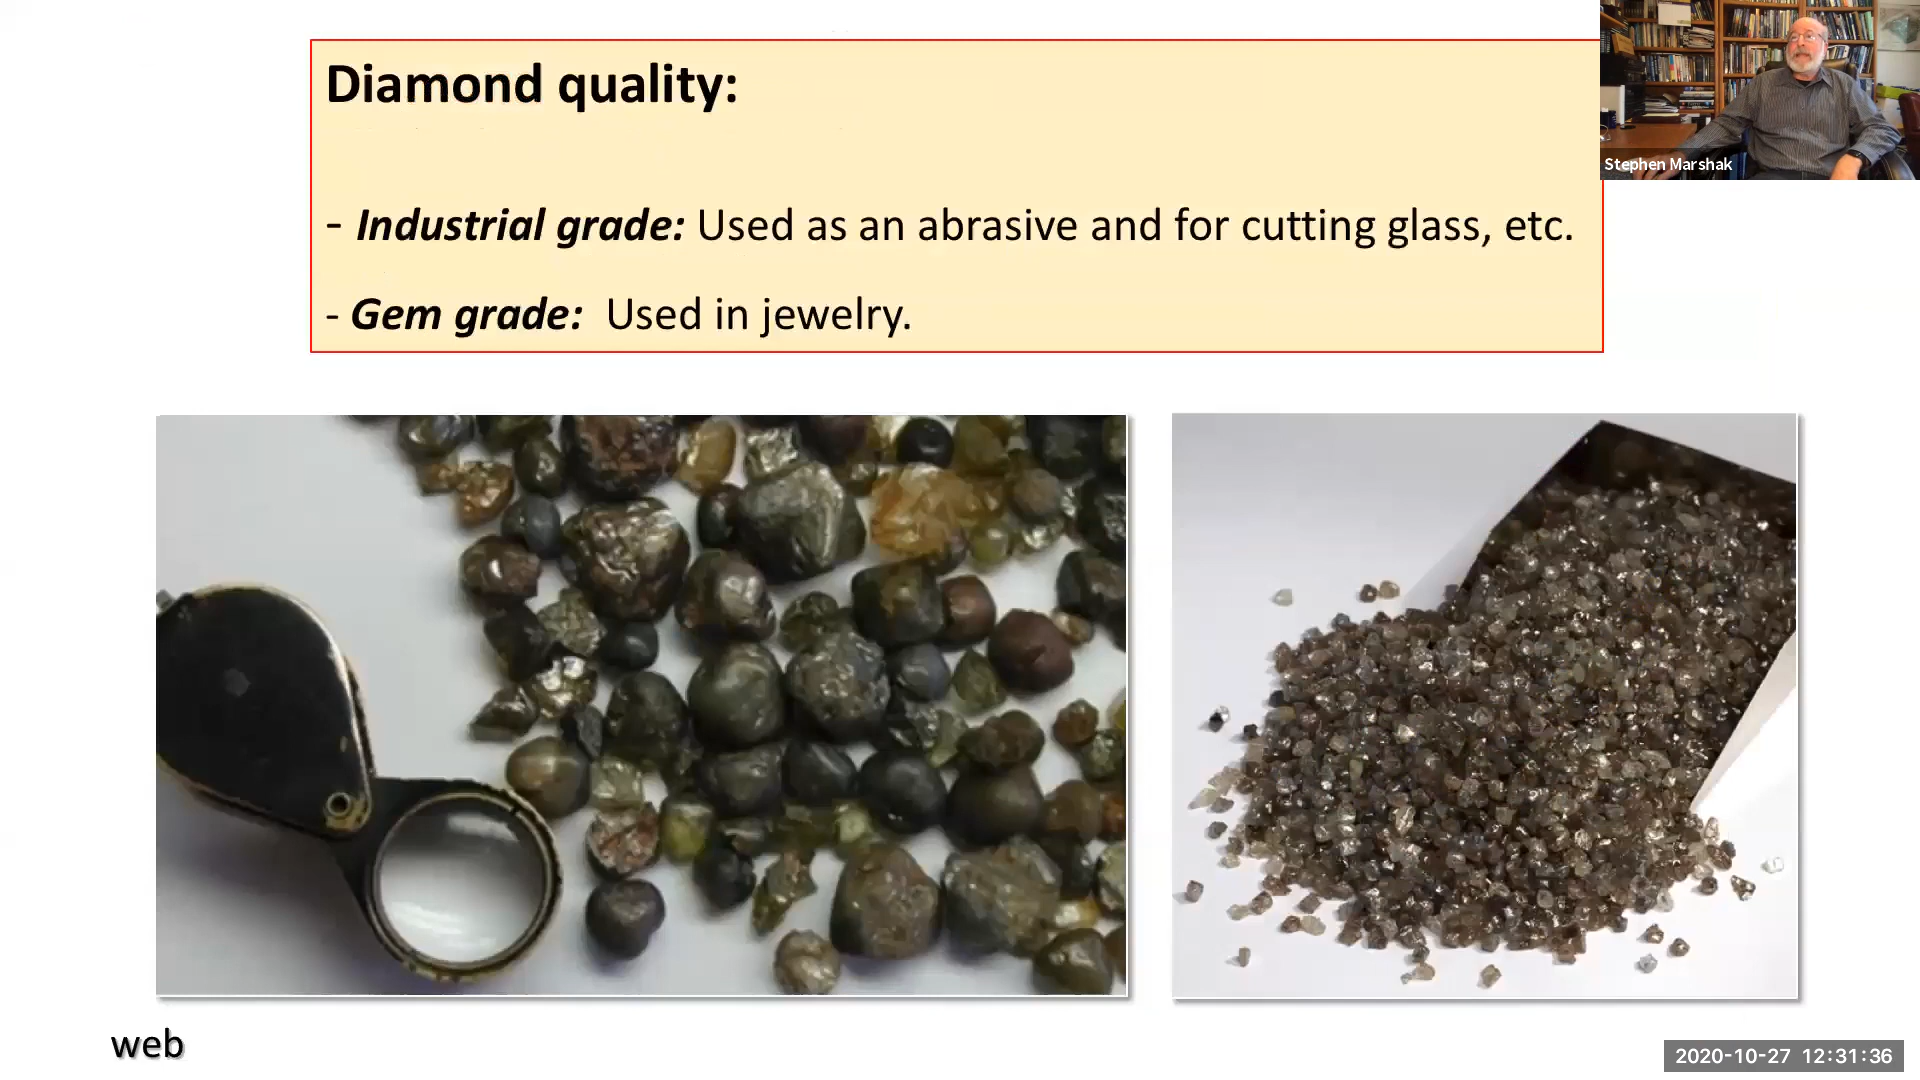 Diamond quality:
Stephen Marshak
- Industrial grade: Used as an abrasive and for cutting glass, etc.
- Gem grade: Used in jewelry.
web
2020-10-27 12:31:36